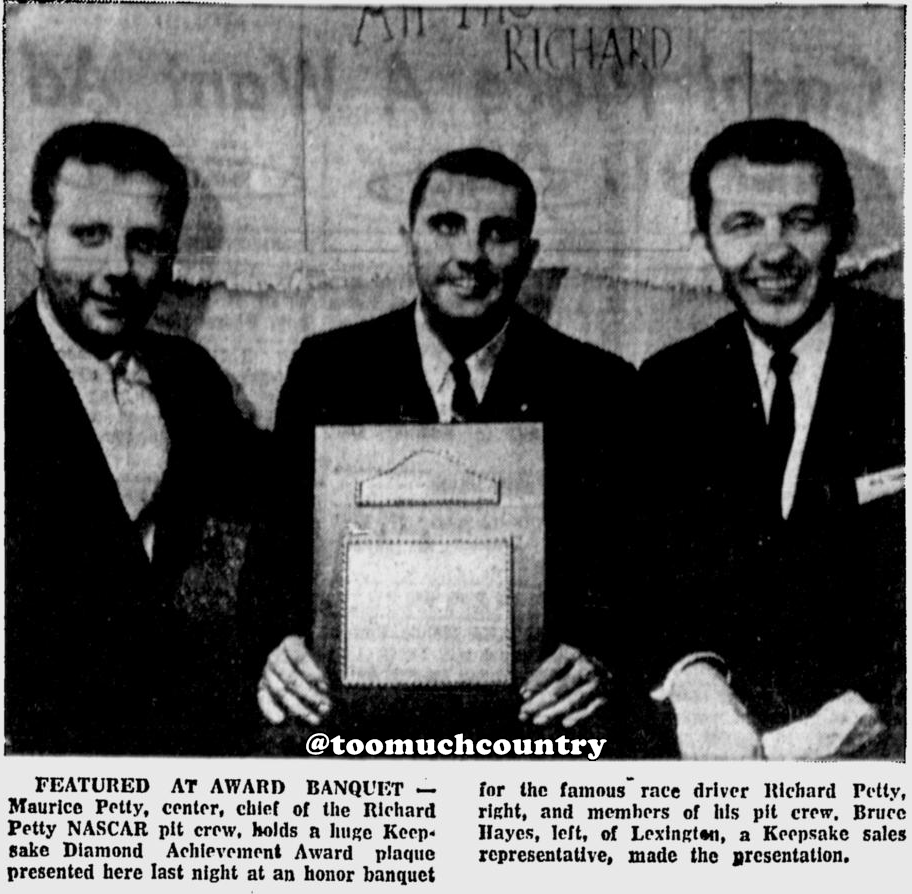 All The
RICHARD
@toomuchcountry
FEATURED AT AWARD BANQUET —
Maurice Petty, center, chief of the Richard
Petty NASCAR pit crew, holds a huge Keep-
sake Diamond Achievement Award plaque
presented here last night at an honor banquet
for the famous race driver Richard Petty,
right, and members of his pit crew. Bruce
Hayes, left, of Lexington, a Keepsake sales
representative, made the presentation.